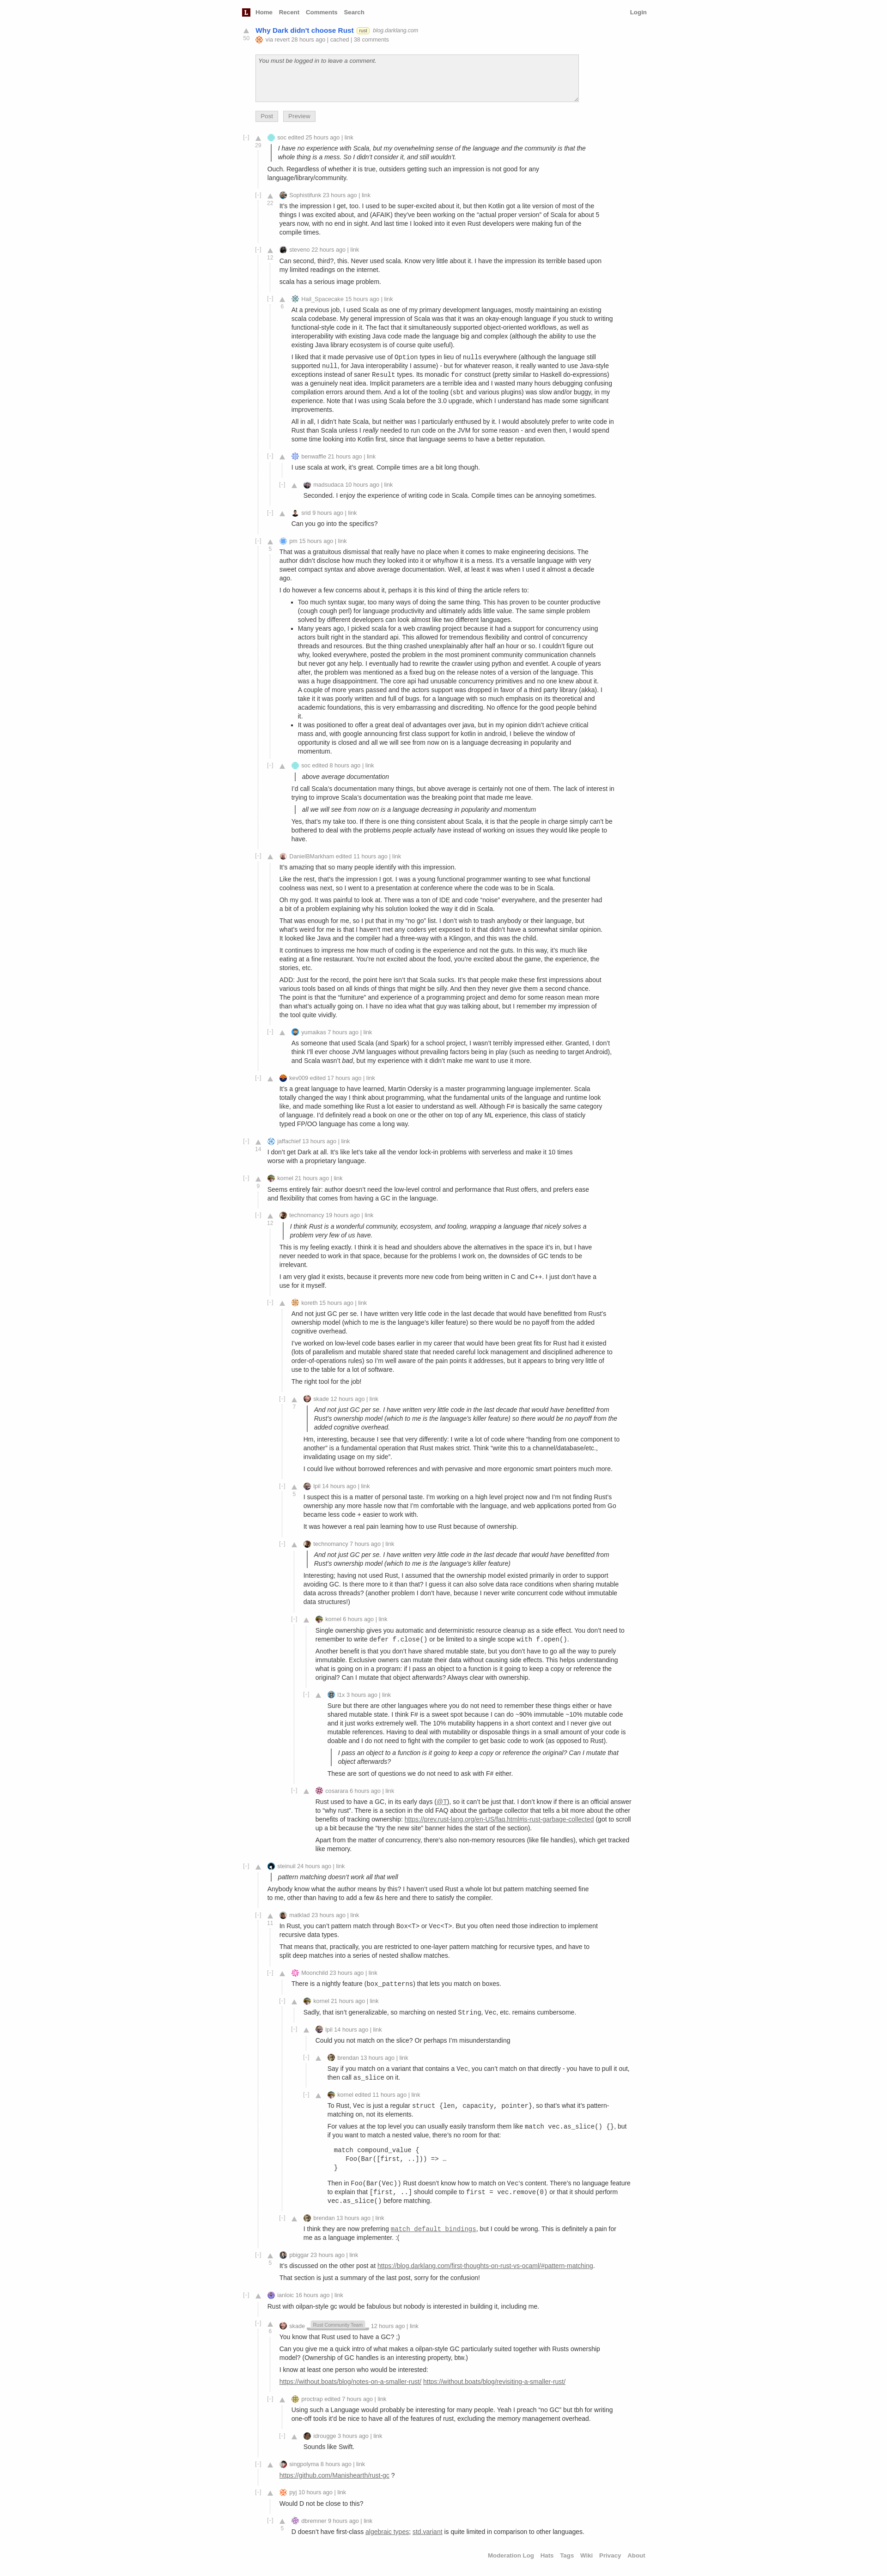 L Home Recent Comments Search Login
Why Dark didn't choose Rust rust blog.darklang.com
50 via revert 28 hours ago | cached | 38 comments
You must be logged in to leave a comment.
Post Preview
[-] soc edited 25 hours ago | link
29 I have no experience with Scala, but my overwhelming sense of the language and the community is that the
whole thing is a mess. So I didn't consider it, and still wouldn't.
Ouch. Regardless of whether it is true, outsiders getting such an impression is not good for any
language/library/community.
[-] Sophistifunk 23 hours ago | link
22 It's the impression I get, too. I used to be super-excited about it, but then Kotlin got a lite version of most of the
things I was excited about, and (AFAIK) they've been working on the "actual proper version" of Scala for about 5
years now, with no end in sight. And last time I looked into it even Rust developers were making fun of the
compile times.
[-] steveno 22 hours ago | link
12 Can second, third?, this. Never used scala. Know very little about it. I have the impression its terrible based upon
my limited readings on the internet.
scala has a serious image problem.
[-] Hail_Spacecake 15 hours ago | link
At a previous job, I used Scala as one of my primary development languages, mostly maintaining an existing
scala codebase. My general impression of Scala was that it was an okay-enough language if you stuck to writing
functional-style code in it. The fact that it simultaneously supported object-oriented workflows, as well as
interoperability with existing Java code made the language big and complex (although the ability to use the
existing Java library ecosystem is of course quite useful).
I liked that it made pervasive use of Option types in lieu of nulls everywhere (although the language still
supported null, for Java interoperability I assume) - but for whatever reason, it really wanted to use Java-style
exceptions instead of saner Result types. Its monadic for construct (pretty similar to Haskell do-expressions)
was a genuinely neat idea. Implicit parameters are a terrible idea and I wasted many hours debugging confusing
compilation errors around them. And a lot of the tooling (sbt and various plugins) was slow and/or buggy, in my
experience. Note that I was using Scala before the 3.0 upgrade, which I understand has made some significant
improvements.
All in all, I didn't hate Scala, but neither was I particularly enthused by it. I would absolutely prefer to write code in
Rust than Scala unless I really needed to run code on the JVM for some reason - and even then, I would spend
some time looking into Kotlin first, since that language seems to have a better reputation.
[-] benwaffle 21 hours ago | link
I use scala at work, it's great. Compile times are a bit long though.
[-] madsudaca 10 hours ago | link
Seconded. I enjoy the experience of writing code in Scala. Compile times can be annoying sometimes.
[-] srid 9 hours ago | link
Can you go into the specifics?
[-] pm 15 hours ago | link
5 That was a gratuitous dismissal that really have no place when it comes to make engineering decisions. The
author didn't disclose how much they looked into it or why/how it is a mess. It's a versatile language with very
sweet compact syntax and above average documentation. Well, at least it was when I used it almost a decade
ago.
I do however a few concerns about it, perhaps it is this kind of thing the article refers to:
• Too much syntax sugar, too many ways of doing the same thing. This has proven to be counter productive
(cough cough perl) for language productivity and ultimately adds little value. The same simple problem
solved by different developers can look almost like two different languages.
• Many years ago, I picked scala for a web crawling project because it had a support for concurrency using
actors built right in the standard api. This allowed for tremendous flexibility and control of concurrency
threads and resources. But the thing crashed unexplainably after half an hour or so. I couldn't figure out
why, looked everywhere, posted the problem in the most prominent community communication channels
but never got any help. I eventually had to rewrite the crawler using python and eventlet. A couple of years
after, the problem was mentioned as a fixed bug on the release notes of a version of the language. This
was a huge disappointment. The core api had unusable concurrency primitives and no one knew about it.
A couple of more years passed and the actors support was dropped in favor of a third party library (akka). I
take it it was poorly written and full of bugs. for a language with so much emphasis on its theoretical and
academic foundations, this is very embarrassing and discrediting. No offence for the good people behind
it.
• It was positioned to offer a great deal of advantages over java, but in my opinion didn't achieve critical
mass and, with google announcing first class support for kotlin in android, I believe the window of
opportunity is closed and all we will see from now on is a language decreasing in popularity and
momentum.
[-] soc edited 8 hours ago | link
above average documentation
I'd call Scala's documentation many things, but above average is certainly not one of them. The lack of interest in
trying to improve Scala's documentation was the breaking point that made me leave.
all we will see from now on is a language decreasing in popularity and momentum
Yes, that's my take too. If there is one thing consistent about Scala, it is that the people in charge simply can't be
bothered to deal with the problems people actually have instead of working on issues they would like people to
have.
[-] DanielBMarkham edited 11 hours ago | link
It's amazing that so many people identify with this impression.
Like the rest, that's the impression I got. I was a young functional programmer wanting to see what functional
coolness was next, so I went to a presentation at conference where the code was to be in Scala.
Oh my god. It was painful to look at. There was a ton of IDE and code "noise" everywhere, and the presenter had
a bit of a problem explaining why his solution looked the way it did in Scala.
That was enough for me, so I put that in my "no go" list. I don't wish to trash anybody or their language, but
what's weird for me is that I haven't met any coders yet exposed to it that didn't have a somewhat similar opinion.
It looked like Java and the compiler had a three-way with a Klingon, and this was the child.
It continues to impress me how much of coding is the experience and not the guts. In this way, it's much like
eating at a fine restaurant. You're not excited about the food, you're excited about the game, the experience, the
stories, etc.
ADD: Just for the record, the point here isn't that Scala sucks. It's that people make these first impressions about
various tools based on all kinds of things that might be silly. And then they never give them a second chance.
The point is that the "furniture" and experience of a programming project and demo for some reason mean more
than what's actually going on. I have no idea what that guy was talking about, but I remember my impression of
the tool quite vividly.
[-] yumaikas 7 hours ago | link
As someone that used Scala (and Spark) for a school project, I wasn't terribly impressed either. Granted, I don't
think I'll ever choose JVM languages without prevailing factors being in play (such as needing to target Android),
and Scala wasn't bad, but my experience with it didn't make me want to use it more.
[-] kev009 edited 17 hours ago | link
It's a great language to have learned, Martin Odersky is a master programming language implementer. Scala
totally changed the way I think about programming, what the fundamental units of the language and runtime look
like, and made something like Rust a lot easier to understand as well. Although F# is basically the same category
of language. I'd definitely read a book on one or the other on top of any ML experience, this class of staticly
typed FP/OO language has come a long way.
[-] jaffachief 13 hours ago | link
14 I don't get Dark at all. It's like let's take all the vendor lock-in problems with serverless and make it 10 times
worse with a proprietary language.
[-] kornel 21 hours ago | link
Seems entirely fair: author doesn't need the low-level control and performance that Rust offers, and prefers ease
and flexibility that comes from having a GC in the language.
[-] technomancy 19 hours ago | link
12 I think Rust is a wonderful community, ecosystem, and tooling, wrapping a language that nicely solves a
problem very few of us have.
This is my feeling exactly. I think it is head and shoulders above the alternatives in the space it's in, but I have
never needed to work in that space, because for the problems I work on, the downsides of GC tends to be
irrelevant.
I am very glad it exists, because it prevents more new code from being written in C and C++. I just don't have a
use for it myself.
[-] koreth 15 hours ago | link
And not just GC per se. I have written very little code in the last decade that would have benefitted from Rust's
ownership model (which to me is the language's killer feature) so there would be no payoff from the added
cognitive overhead.
I've worked on low-level code bases earlier in my career that would have been great fits for Rust had it existed
(lots of parallelism and mutable shared state that needed careful lock management and disciplined adherence to
order-of-operations rules) so I'm well aware of the pain points it addresses, but it appears to bring very little of
use to the table for a lot of software.
The right tool for the job!
[-] skade 12 hours ago | link
7 And not just GC per se. I have written very little code in the last decade that would have benefitted from
Rust's ownership model (which to me is the language's killer feature) so there would be no payoff from the
added cognitive overhead.
Hm, interesting, because I see that very differently: I write a lot of code where "handing from one component to
another" is a fundamental operation that Rust makes strict. Think "write this to a channel/database/etc.,
invalidating usage on my side".
I could live without borrowed references and with pervasive and more ergonomic smart pointers much more.
[-] lpil 14 hours ago | link
5 I suspect this is a matter of personal taste. I'm working on a high level project now and I'm not finding Rust's
ownership any more hassle now that I'm comfortable with the language, and web applications ported from Go
became less code + easier to work with.
It was however a real pain learning how to use Rust because of ownership.
[-] technomancy 7 hours ago | link
And not just GC per se. I have written very little code in the last decade that would have benefitted from
Rust's ownership model (which to me is the language's killer feature)
Interesting; having not used Rust, I assumed that the ownership model existed primarily in order to support
avoiding GC. Is there more to it than that? I guess it can also solve data race conditions when sharing mutable
data across threads? (another problem I don't have, because I never write concurrent code without immutable
data structures!)
[-] kornel 6 hours ago | link
Single ownership gives you automatic and deterministic resource cleanup as a side effect. You don't need to
remember to write defer f.close() or be limited to a single scope with f.open().
Another benefit is that you don't have shared mutable state, but you don't have to go all the way to purely
immutable. Exclusive owners can mutate their data without causing side effects. This helps understanding
what is going on in a program: if I pass an object to a function is it going to keep a copy or reference the
original? Can I mutate that object afterwards? Always clear with ownership.
[-] l1x 3 hours ago | link
Sure but there are other languages where you do not need to remember these things either or have
shared mutable state. I think F# is a sweet spot because I can do ~90% immutable ~10% mutable code
and it just works extremely well. The 10% mutability happens in a short context and I never give out
mutable references. Having to deal with mutability or disposable things in a small amount of your code is
doable and I do not need to fight with the compiler to get basic code to work (as opposed to Rust).
I pass an object to a function is it going to keep a copy or reference the original? Can I mutate that
object afterwards?
These are sort of questions we do not need to ask with F# either.
[-] cosarara 6 hours ago | link
Rust used to have a GC, in its early days (@T), so it can't be just that. I don't know if there is an official answer
to "why rust". There is a section in the old FAQ about the garbage collector that tells a bit more about the other
benefits of tracking ownership: https://prev.rust-lang.org/en-US/faq.html#is-rust-garbage-collected (got to scroll
up a bit because the "try the new site" banner hides the start of the section).
Apart from the matter of concurrency, there's also non-memory resources (like file handles), which get tracked
like memory.
[-] steinuil 24 hours ago | link
pattern matching doesn't work all that well
Anybody know what the author means by this? I haven't used Rust a whole lot but pattern matching seemed fine
to me, other than having to add a few &s here and there to satisfy the compiler.
[-] matklad 23 hours ago | link
11 In Rust, you can't pattern match through Box<T> or Vec<T>. But you often need those indirection to implement
recursive data types.
That means that, practically, you are restricted to one-layer pattern matching for recursive types, and have to
split deep matches into a series of nested shallow matches.
[-] Moonchild 23 hours ago | link
There is a nightly feature (box_patterns) that lets you match on boxes.
[-] kornel 21 hours ago | link
Sadly, that isn't generalizable, so marching on nested String, Vec, etc. remains cumbersome.
[-] lpil 14 hours ago | link
Could you not match on the slice? Or perhaps I'm misunderstanding
[-] brendan 13 hours ago | link
Say if you match on a variant that contains a Vec, you can't match on that directly - you have to pull it out,
then call as_slice on it.
[-] kornel edited 11 hours ago | link
To Rust, Vec is just a regular struct {len, capacity, pointer}, so that's what it's pattern-
matching on, not its elements.
For values at the top level you can usually easily transform them like match vec.as_slice() {}, but
if you want to match a nested value, there's no room for that:
match compound_value {
Foo(Bar([first, ..])) => …
}
Then in Foo(Bar(Vec)) Rust doesn't know how to match on Vec's content. There's no language feature
to explain that [first, ..] should compile to first = vec.remove(0) or that it should perform
vec.as_slice() before matching.
[-] brendan 13 hours ago | link
I think they are now preferring match default bindings, but I could be wrong. This is definitely a pain for
me as a language implementer. :(
[-] pbiggar 23 hours ago | link
5 It's discussed on the other post at https://blog.darklang.com/first-thoughts-on-rust-vs-ocaml/#pattern-matching.
That section is just a summary of the last post, sorry for the confusion!
[-] ianloic 16 hours ago | link
Rust with oilpan-style gc would be fabulous but nobody is interested in building it, including me.
[-] skade Rust Community Team 12 hours ago | link
You know that Rust used to have a GC? ;)
Can you give me a quick intro of what makes a oilpan-style GC particularly suited together with Rusts ownership
model? (Ownership of GC handles is an interesting property, btw.)
I know at least one person who would be interested:
https://without.boats/blog/notes-on-a-smaller-rust/ https://without.boats/blog/revisiting-a-smaller-rust/
[-] proctrap edited 7 hours ago | link
Using such a Language would probably be interesting for many people. Yeah I preach "no GC" but tbh for writing
one-off tools it'd be nice to have all of the features of rust, excluding the memory management overhead.
[-] idrougge 3 hours ago | link
Sounds like Swift.
[-] singpolyma 8 hours ago | link
https://github.com/Manishearth/rust-gc ?
[-] pyj 10 hours ago | link
Would D not be close to this?
[-] dbremner 9 hours ago | link
5 D doesn't have first-class algebraic types; std.variant is quite limited in comparison to other languages.
Moderation Log Hats Tags Wiki Privacy About